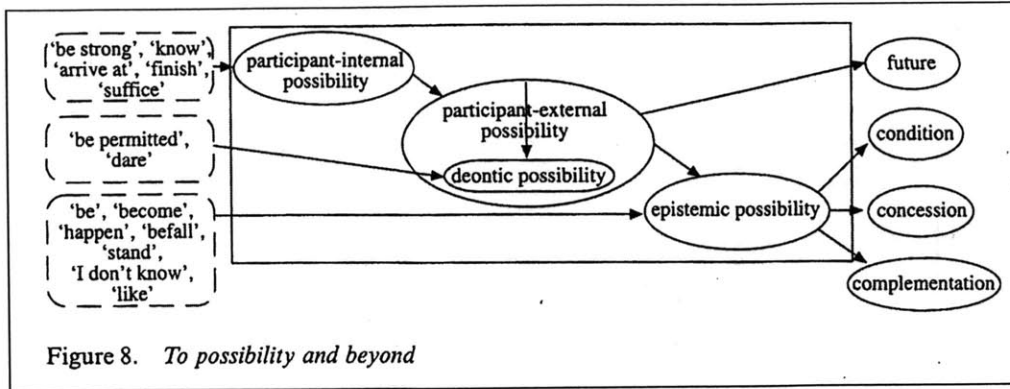 ‘be strong’, ‘know’,
‘arrive at’, ‘finish’,
‘suffice’
participant-internal
possibility
future
participant-external
possibility
‘be permitted’,
‘dare’
condition
deontic possibility
‘be’, ‘become’,
‘happen’, ‘befall’,
‘stand’,
‘I don't know’,
‘like’
epistemic possibility
concession
complementation
Figure 8. To possibility and beyond